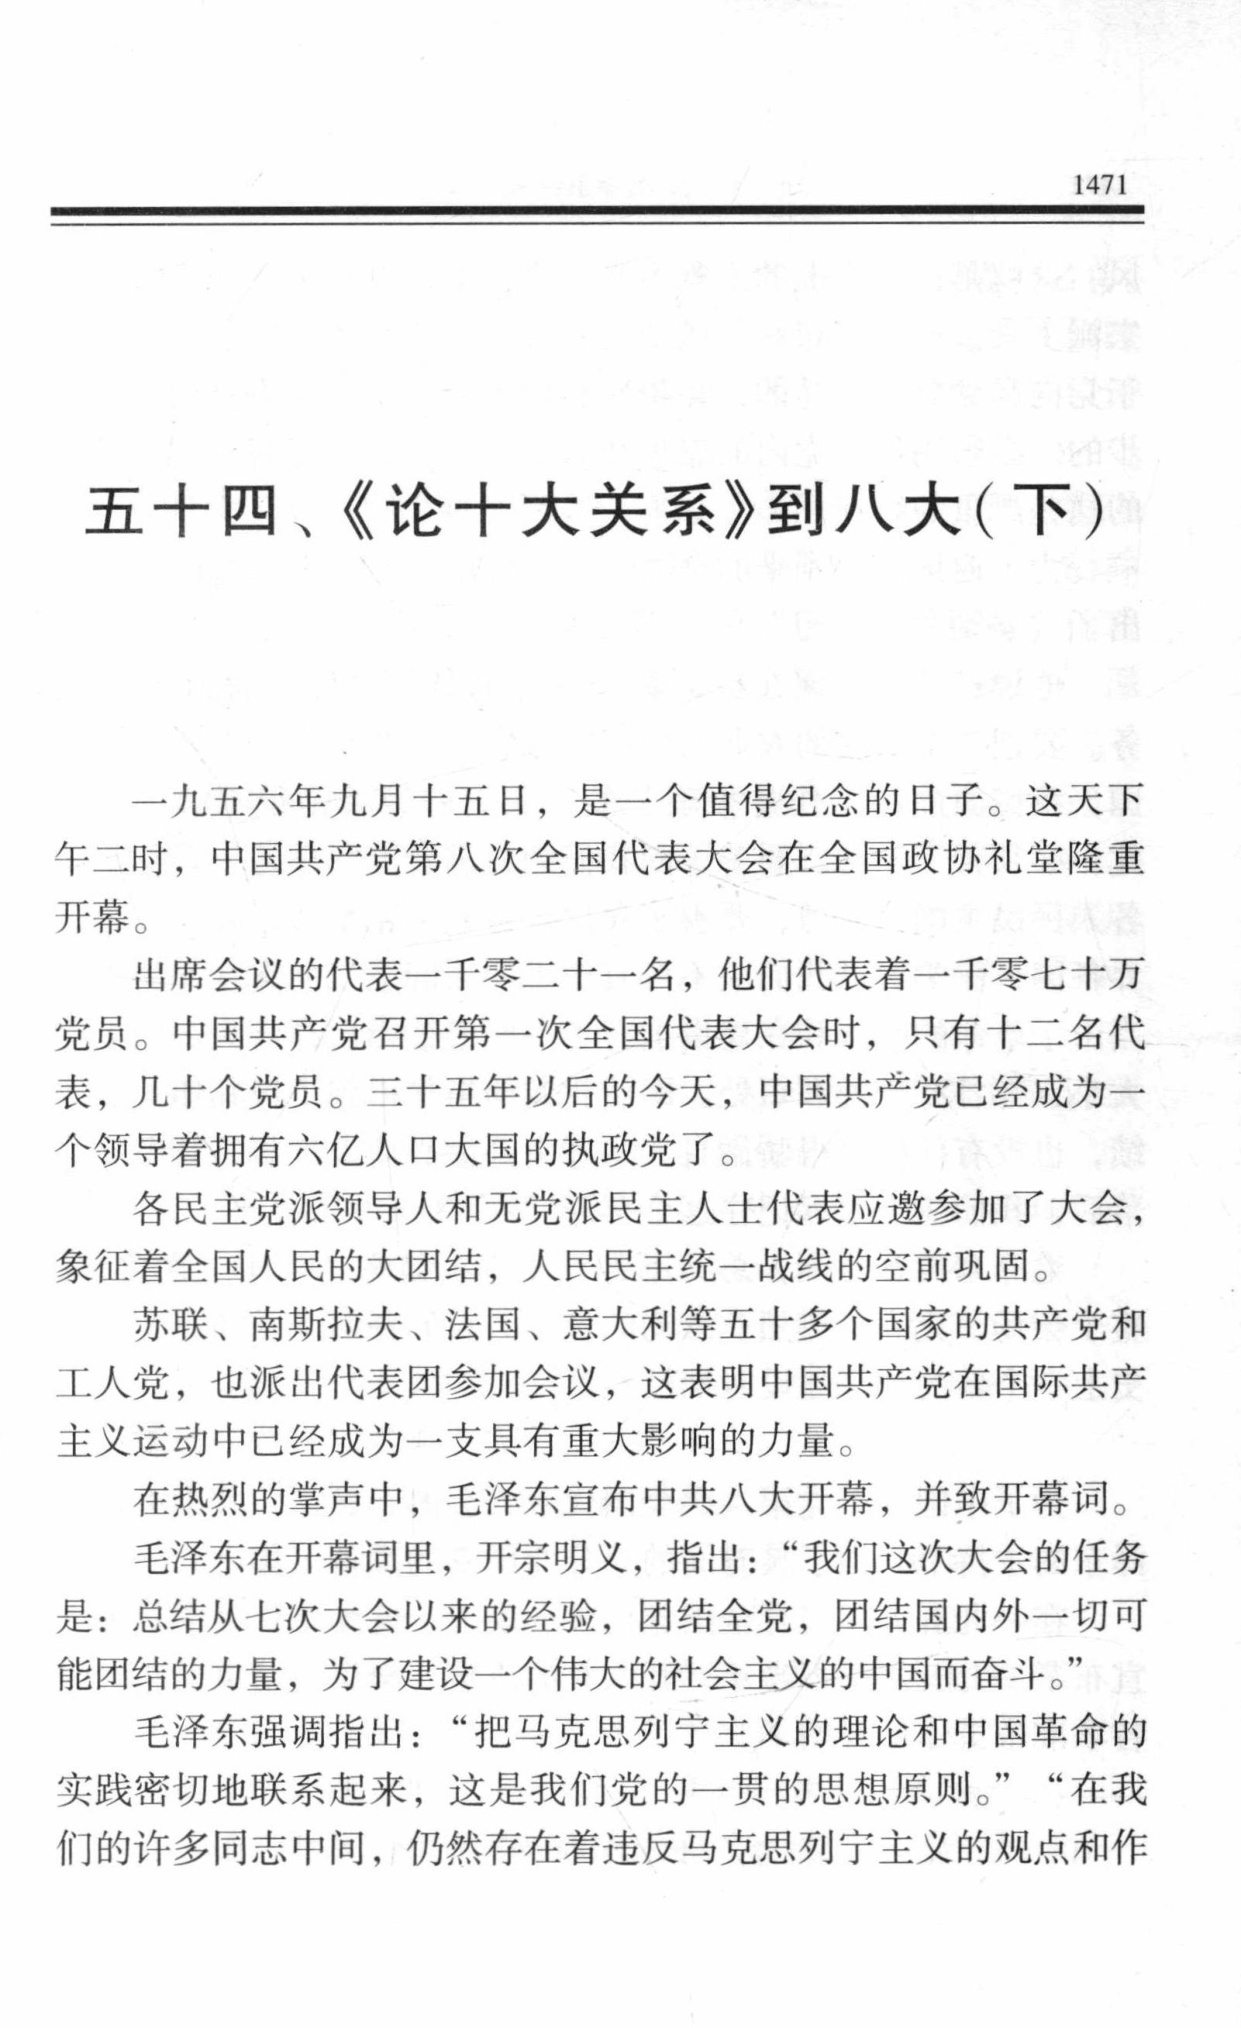 1471
五十四、《论十大关系》到八大(下)
一九五六年九月十五日，是一个值得纪念的日子。这天下
午二时，中国共产党第八次全国代表大会在全国政协礼堂隆重
开幕。
出席会议的代表一千零二十一名，他们代表着一千零七十万
党员。中国共产党召开第一次全国代表大会时，只有十二名代
表，几十个党员。三十五年以后的今天，中国共产党已经成为一
个领导着拥有六亿人口大国的执政党了。
各民主党派领导人和无党派民主人士代表应邀参加了大会，
象征着全国人民的大团结，人民民主统一战线的空前巩固。
苏联、南斯拉夫、法国、意大利等五十多个国家的共产党和
工人党，也派出代表团参加会议，这表明中国共产党在国际共产
主义运动中已经成为一支具有重大影响的力量。
在热烈的掌声中，毛泽东宣布中共八大开幕，并致开幕词。
毛泽东在开幕词里，开宗明义，指出：“我们这次大会的任务
是：总结从七次大会以来的经验，团结全党，团结国内外一切可
能团结的力量，为了建设一个伟大的社会主义的中国而奋斗。”
毛泽东强调指出：“把马克思列宁主义的理论和中国革命的
实践密切地联系起来，这是我们党的一贯的思想原则。”“在我
们的许多同志中间，仍然存在着违反马克思列宁主义的观点和作